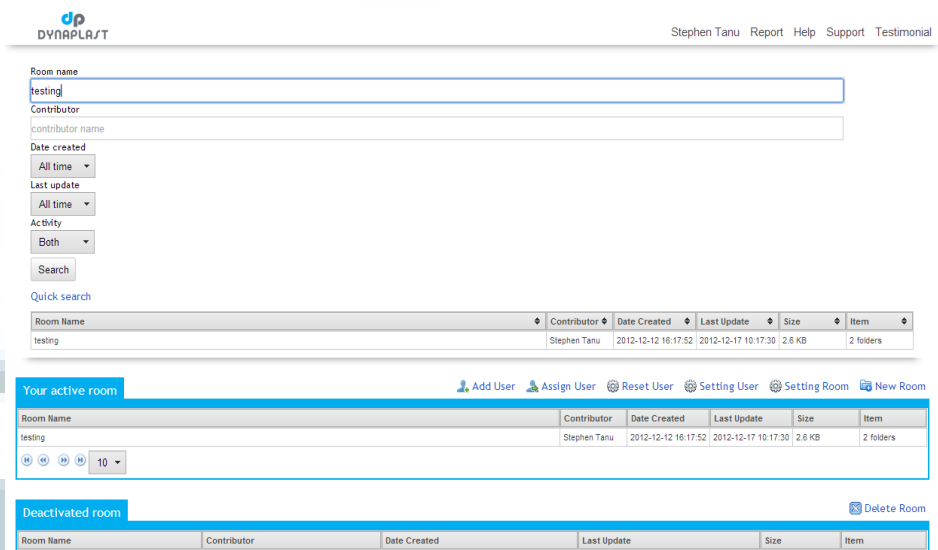 dp
DYNAPLAST
Stephen Tanu Report Help Support Testimonial
Room name
testing
Contributor
contributor name
Date created
All time
Last update
All time
Activity
Both
Search
Quick search
Room Name Contributor Date Created Last Update Size Item
testing Stephen Tanu 2012-12-12 16:17:52 2012-12-17 10:17:30 2.6 KB 2 folders
Your active room Add User Assign User Reset User Setting User Setting Room New Room
Room Name Contributor Date Created Last Update Size Item
testing Stephen Tanu 2012-12-12 16:17:52 2012-12-17 10:17:30 2.6 KB 2 folders
10
Deactivated room Delete Room
Room Name Contributor Date Created Last Update Size Item